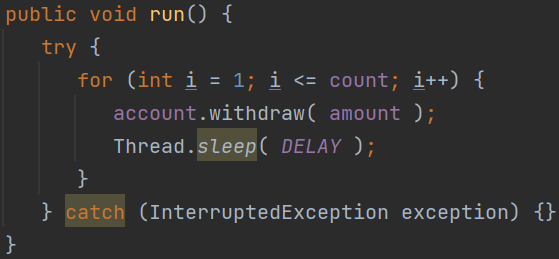 public void run() {
try {
for (int i = 1; i <= count; i++) {
account.withdraw( amount );
Thread.sleep( DELAY );
}
} catch (InterruptedException exception) {}
}